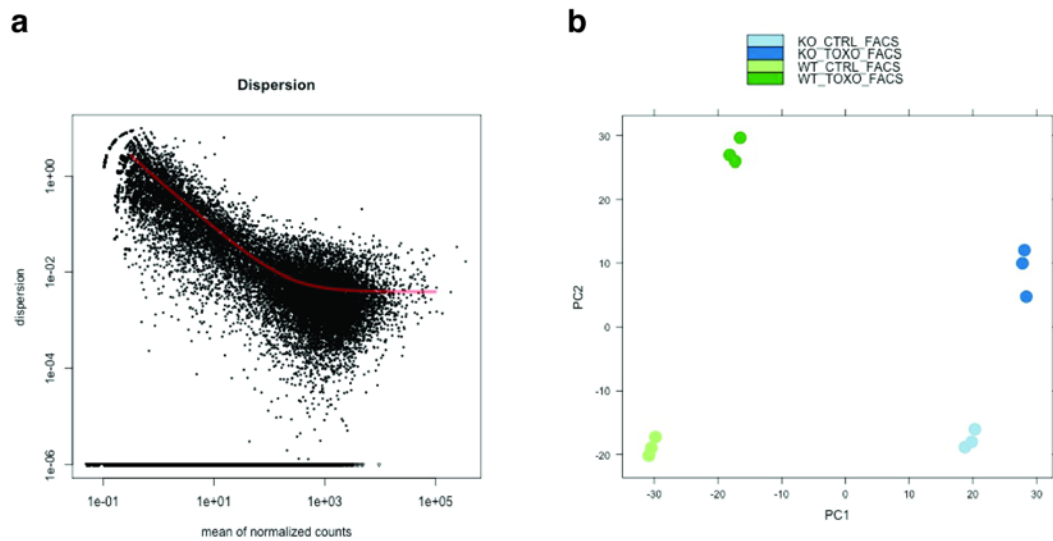 a
Dispersion
dispersion
1e+00
1e-02
1e-04
1e-06
1e-01
1e+01
1e+03
1e+05
mean of normalized counts
b
KO_CTRL_FACS
KO_TOXO_FACS
WT_CTRL_FACS
WT_TOXO_FACS
PC2
30
20
10
0
-10
-20
-30
-20
-10
0
10
20
30
PC1